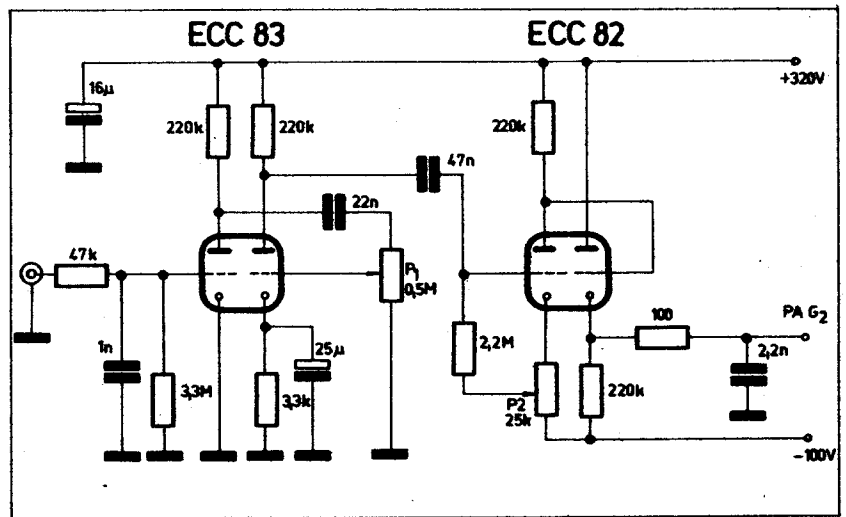 ECC 83
ECC 82
+320V
16µ
220k
220k
220k
47n
22n
47k
P1
0,5M
100
PA G2
1n
3,3M
3,3k
25µ
2,2M
P2
25k
220k
2,2n
-100V